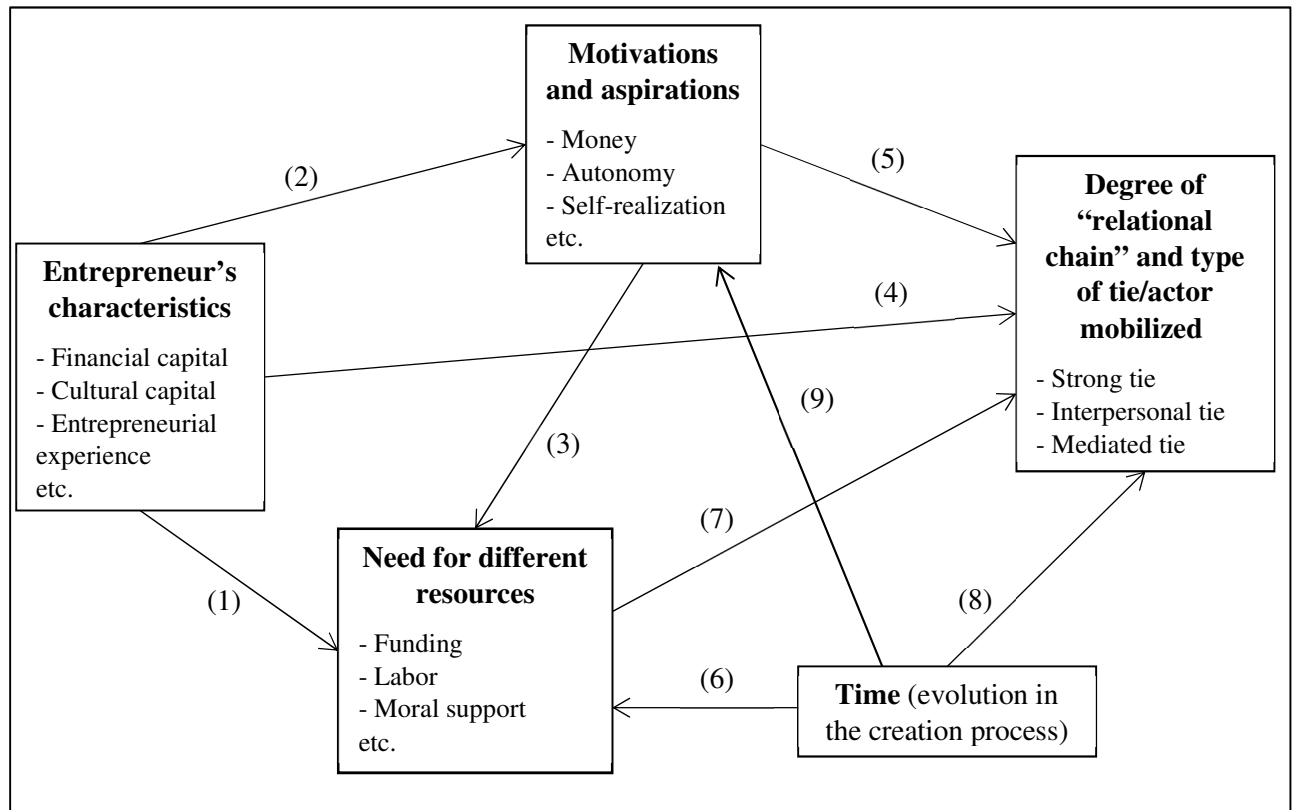 Motivations
and aspirations
- Money
- Autonomy
- Self-realization
etc.
(2)
(5)
Degree of
“relational
chain” and type
of tie/actor
mobilized
- Strong tie
- Interpersonal tie
- Mediated tie
Entrepreneur’s
characteristics
- Financial capital
- Cultural capital
- Entrepreneurial
experience
etc.
(4)
(9)
(3)
(7)
(1)
Need for different
resources
- Funding
- Labor
- Moral support
etc.
(8)
(6)
Time (evolution in
the creation process)